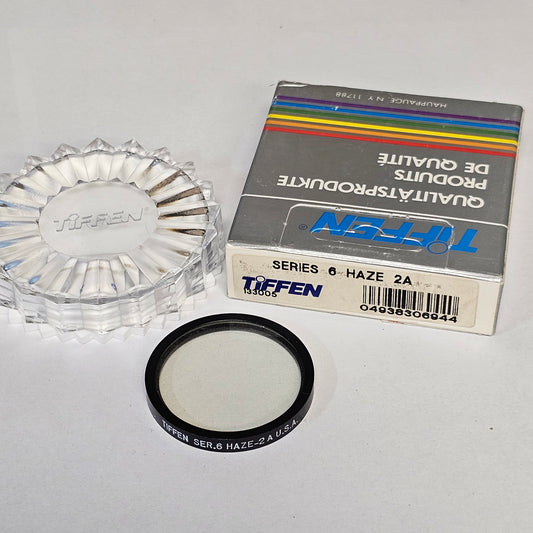 TIFFEN
HAUPPAUGE, N.Y. 11788
QUALITÄTSPRODUKTE
PRODUITS
DE QUALITÉ
TIFFEN®
SERIES 6 HAZE 2A
TIFFEN
133005
04938306944
TIFFEN SER.6 HAZE-2A U.S.A.